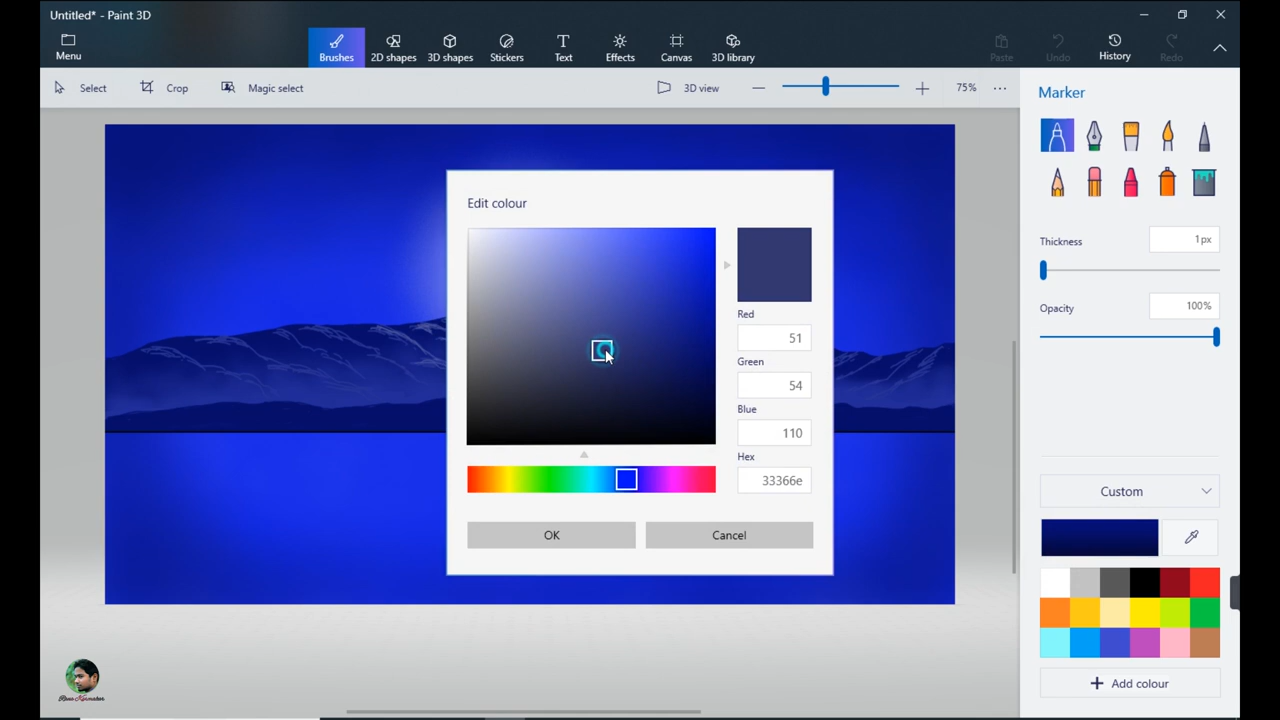 Untitled* - Paint 3D
Menu
Brushes
2D shapes
3D shapes
Stickers
Text
Effects
Canvas
3D library
Paste
Undo
History
Redo
Select
Crop
Magic select
3D view
75%
Marker
Thickness
1px
Opacity
100%
Edit colour
Red
51
Green
54
Blue
110
Hex
33366e
OK
Cancel
Custom
Add colour